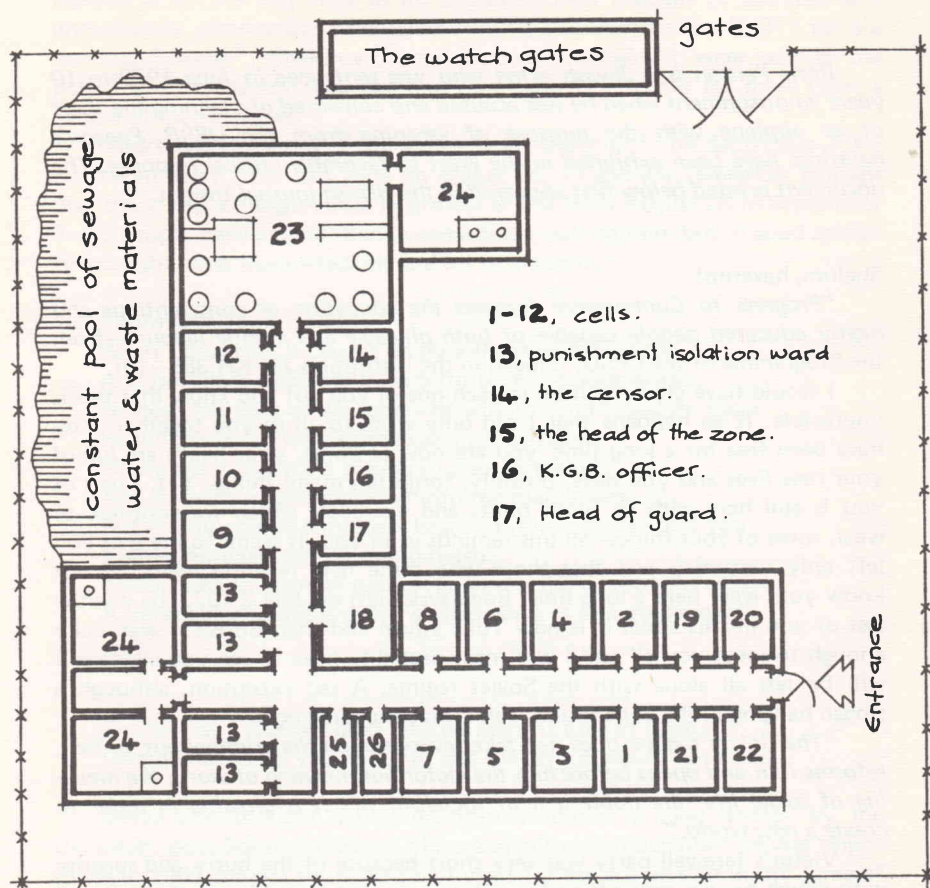 gates
The watch gates
constant pool of sewage
water & waste materials
24
23
1-12, cells.
13, punishment isolation ward
14, the censor.
15, the head of the zone
16, K.G.B. officer.
17, Head of guard.
12
14
11
15
10
16
9
17
13
13
18
8
6
4
2
19
20
24
24
13
13
25
26
7
5
3
1
21
22
Entrance